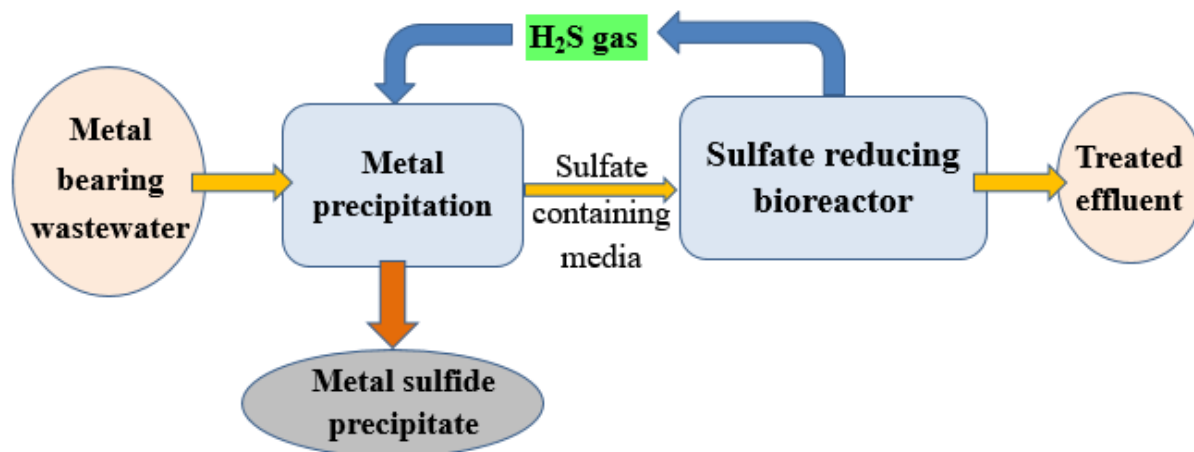 H₂S gas
Metal
bearing
wastewater
Metal
precipitation
Sulfate
containing
media
Sulfate reducing
bioreactor
Treated
effluent
Metal sulfide
precipitate